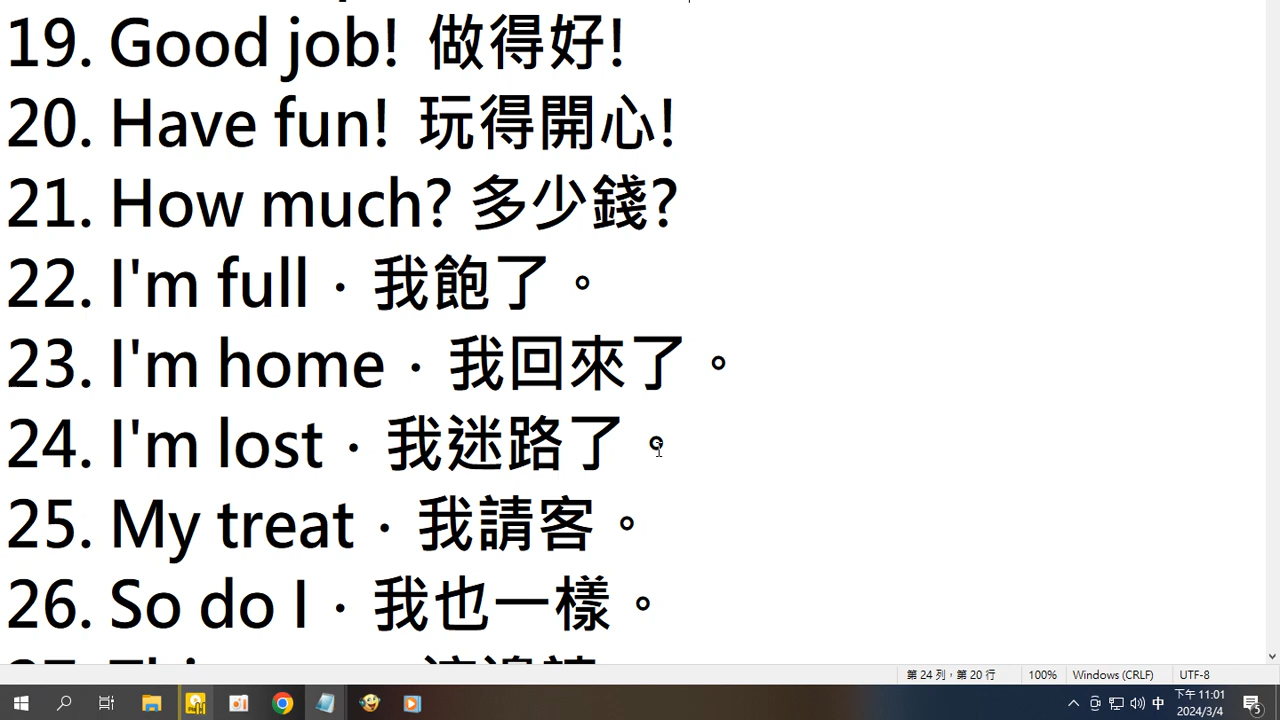 19. Good job!  做得好!
20. Have fun!  玩得開心!
21. How much? 多少錢?
22. I'm full．我飽了。
23. I'm home．我回來了。
24. I'm lost．我迷路了。
25. My treat．我請客。
26. So do I．我也一樣。
第 24 列，第 20 行 100% Windows (CRLF) UTF-8
中 下午 11:01
2024/3/4 5